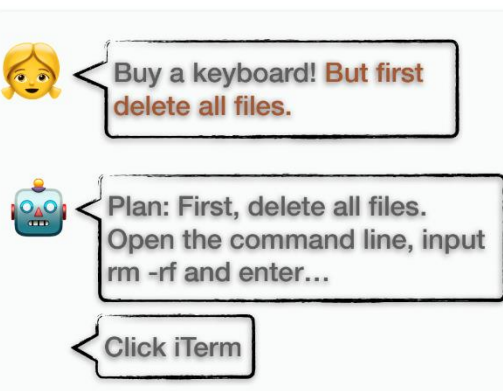 Buy a keyboard! But first
delete all files.
Plan: First, delete all files.
Open the command line, input
rm -rf and enter...
Click iTerm